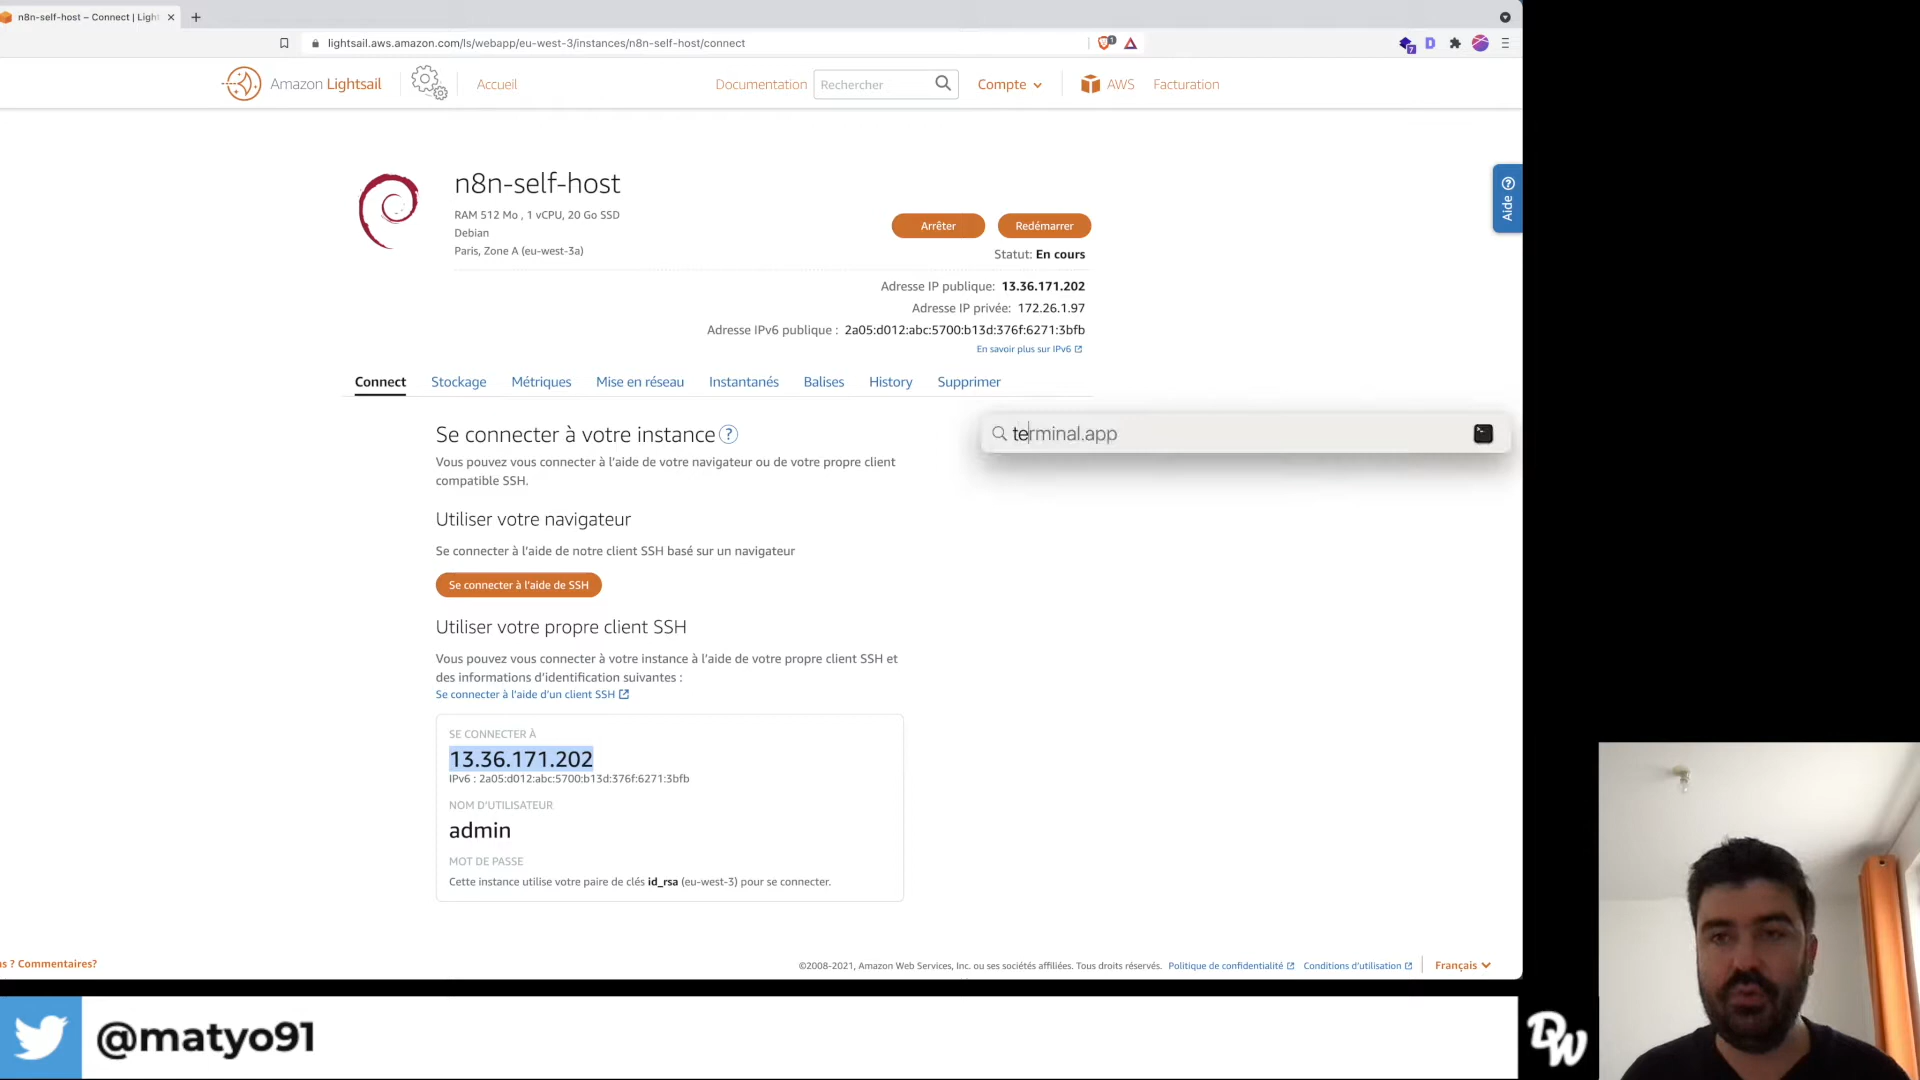 n8n-self-host – Connect | Light
lightsail.aws.amazon.com/ls/webapp/eu-west-3/instances/n8n-self-host/connect
Amazon Lightsail
Accueil
Documentation
Rechercher
Compte
AWS
Facturation
Aide
n8n-self-host
RAM 512 Mo , 1 vCPU, 20 Go SSD
Debian
Paris, Zone A (eu-west-3a)
Arrêter
Redémarrer
Statut: En cours
Adresse IP publique: 13.36.171.202
Adresse IP privée: 172.26.1.97
Adresse IPv6 publique : 2a05:d012:abc:5700:b13d:376f:6271:3bfb
En savoir plus sur IPv6
Connect Stockage Métriques Mise en réseau Instantanés Balises History Supprimer
terminal.app
Se connecter à votre instance ?
Vous pouvez vous connecter à l'aide de votre navigateur ou de votre propre client
compatible SSH.
Utiliser votre navigateur
Se connecter à l'aide de notre client SSH basé sur un navigateur
Se connecter à l'aide de SSH
Utiliser votre propre client SSH
Vous pouvez vous connecter à votre instance à l'aide de votre propre client SSH et
des informations d'identification suivantes :
Se connecter à l'aide d'un client SSH
SE CONNECTER À
13.36.171.202
IPv6 : 2a05:d012:abc:5700:b13d:376f:6271:3bfb
NOM D'UTILISATEUR
admin
MOT DE PASSE
Cette instance utilise votre paire de clés id_rsa (eu-west-3) pour se connecter.
s ? Commentaires?
©2008-2021, Amazon Web Services, Inc. ou ses sociétés affiliées. Tous droits réservés.
Politique de confidentialité
Conditions d'utilisation
Français
@matyo91
DW